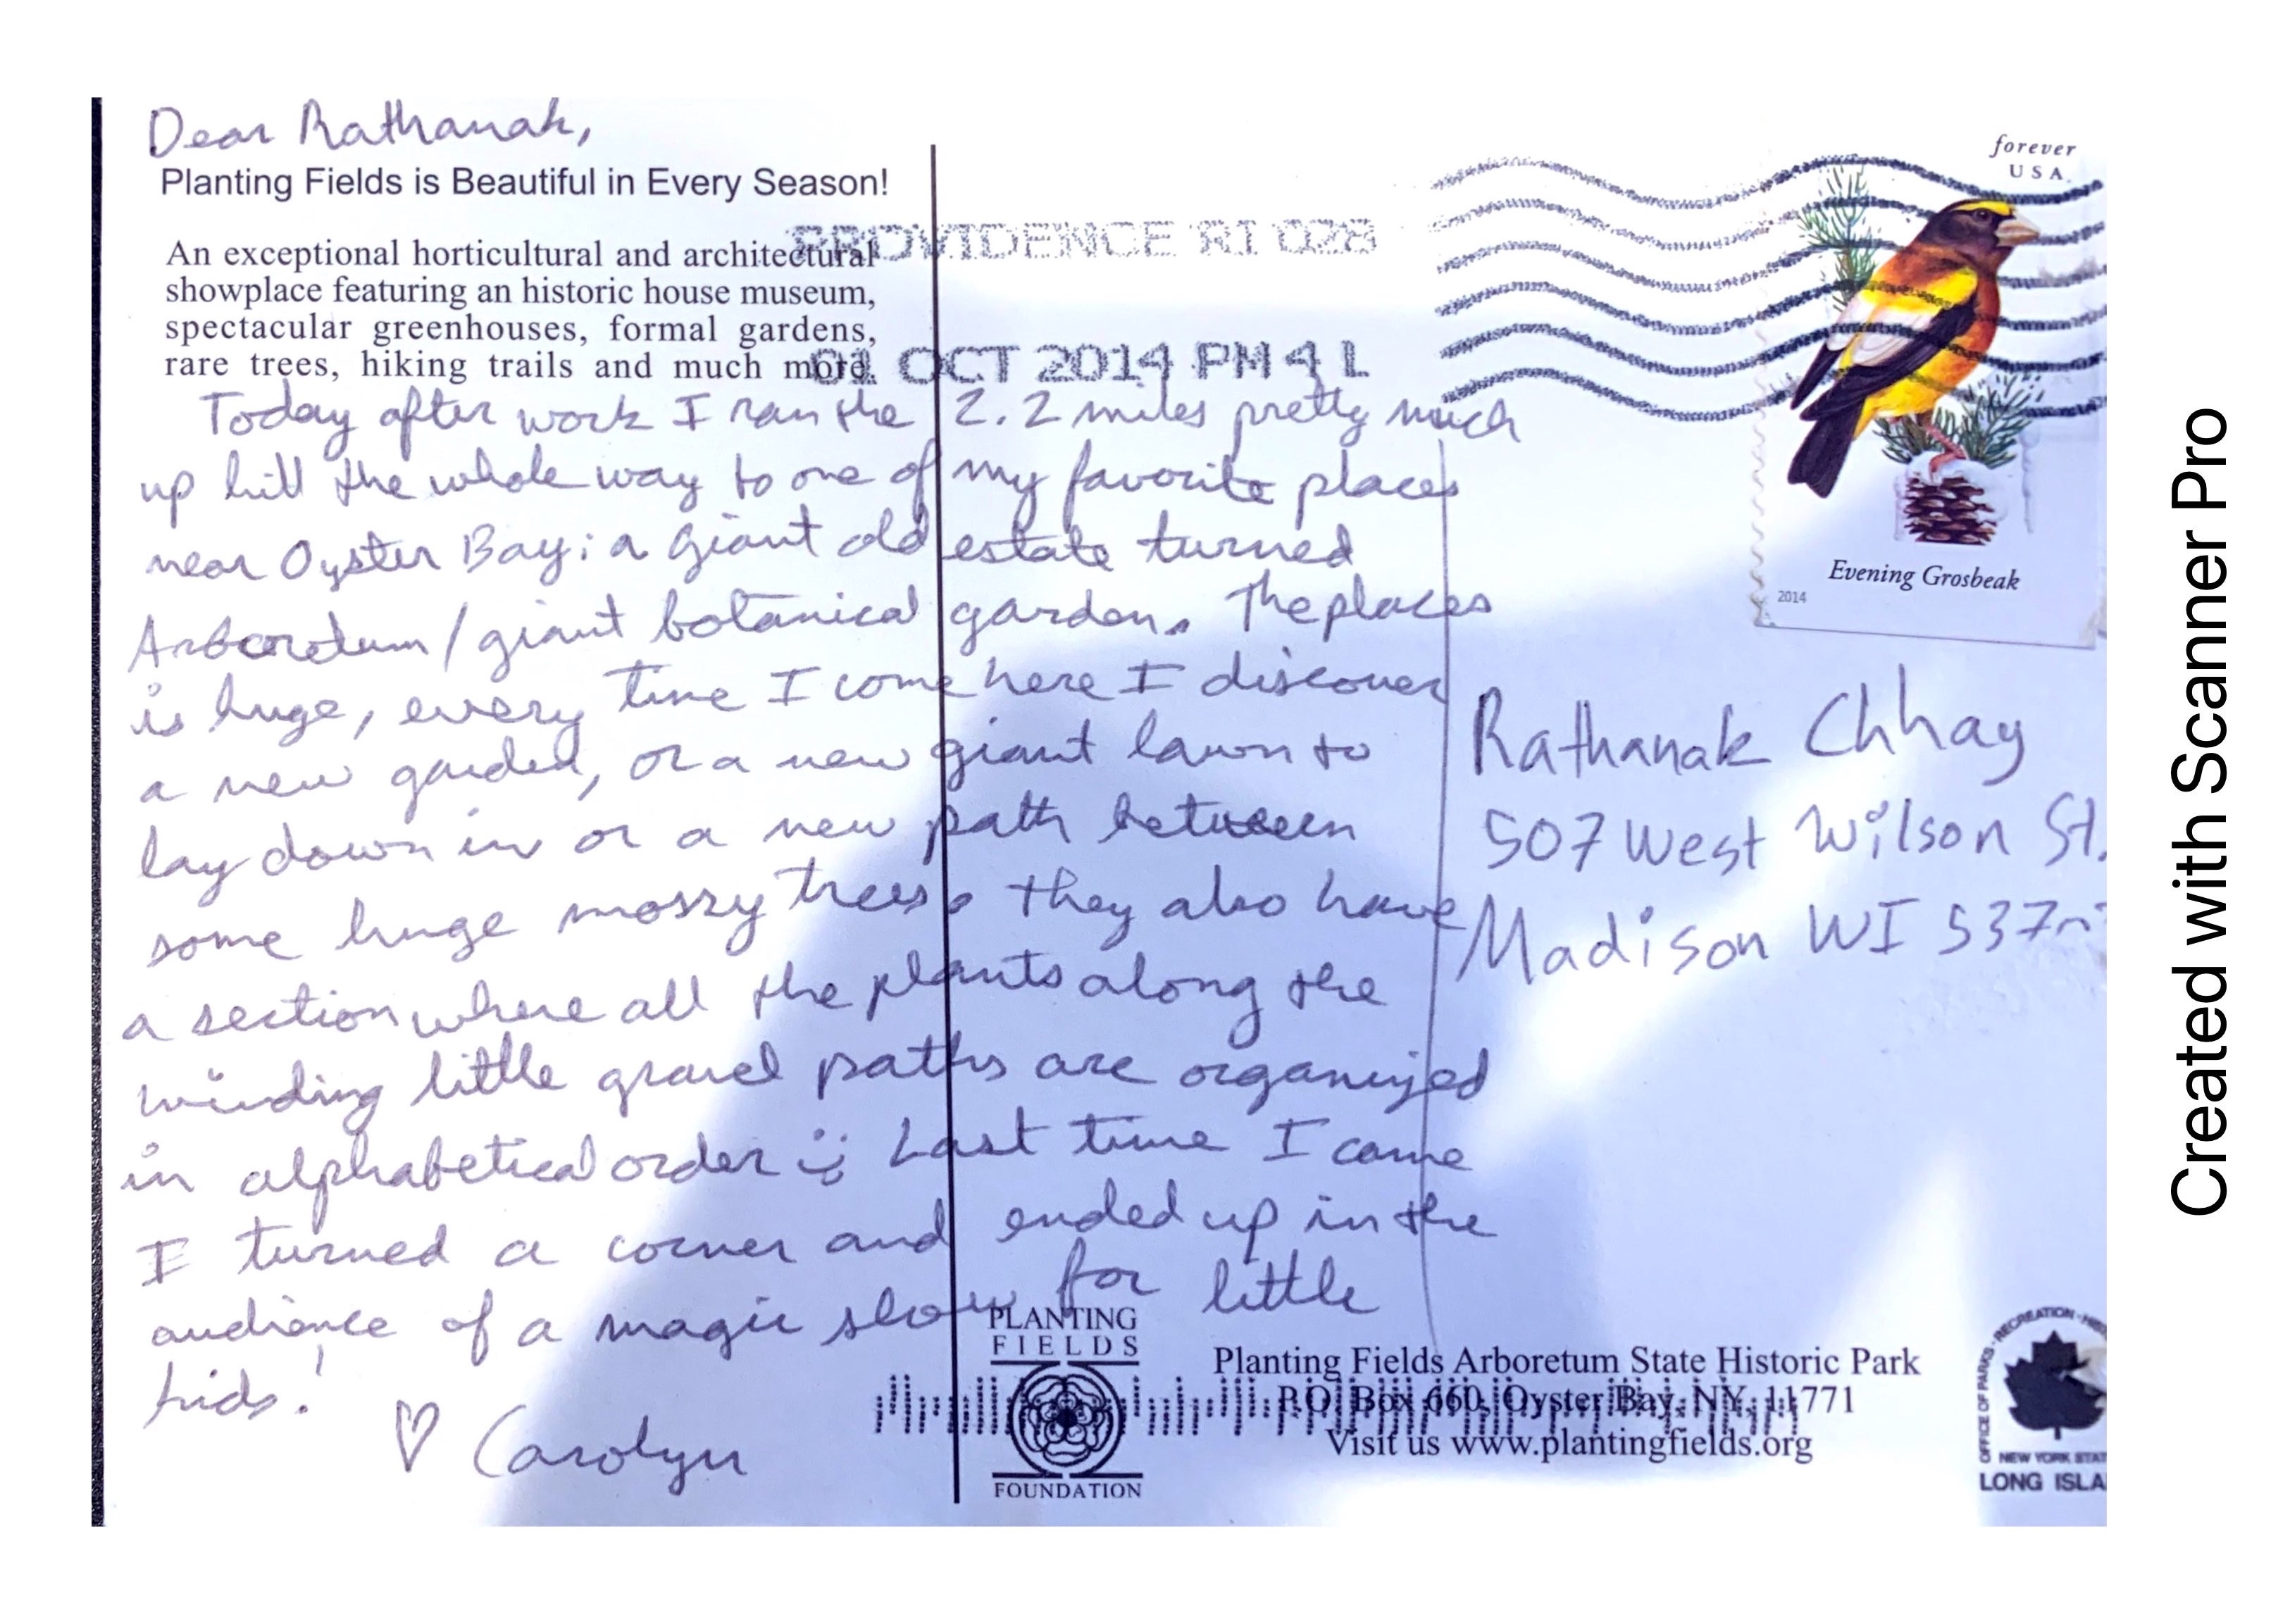 Dear Rathanak,
Planting Fields is Beautiful in Every Season!
An exceptional horticultural and architectural
showplace featuring an historic house museum,
spectacular greenhouses, formal gardens,
rare trees, hiking trails and much more.
PROVIDENCE RI 028
01 OCT 2014 PM 4 L
forever
USA
Evening Grosbeak
2014
Today after work I ran the 2.2 miles pretty much
up hill the whole way to one of my favorite places
near Oyster Bay; a giant old estate turned
Arboretum / giant botanical garden. The places
is huge, every time I come here I discover
a new garden, or a new giant lawn to
lay down in or a new path between
some huge mossy trees. They also have
a section where all the plants along the
winding little gravel paths are organized
in alphabetical order :) Last time I came
I turned a corner and ended up in the
audience of a magic show for little
kids!
♡ Carolyn
Rathanak Chhay
507 West Wilson St.
Madison WI
PLANTING
FIELDS
FOUNDATION
Planting Fields Arboretum State Historic Park
P.O. Box 660, Oyster Bay, NY, 11771
Visit us www.plantingfields.org
OFFICE OF PARKS, RECREATION
NEW YORK
LONG
Created with Scanner Pro